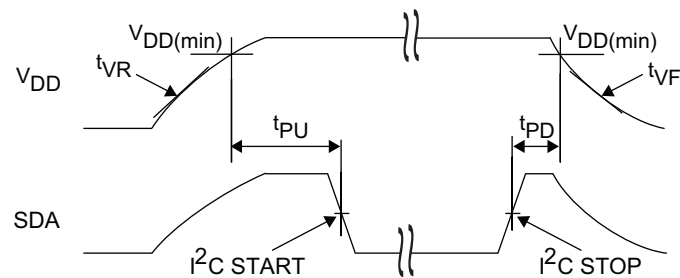 VDD(min)
VDD(min)
tVR
tVF
VDD
tPU
tPD
SDA
I2C START
I2C STOP